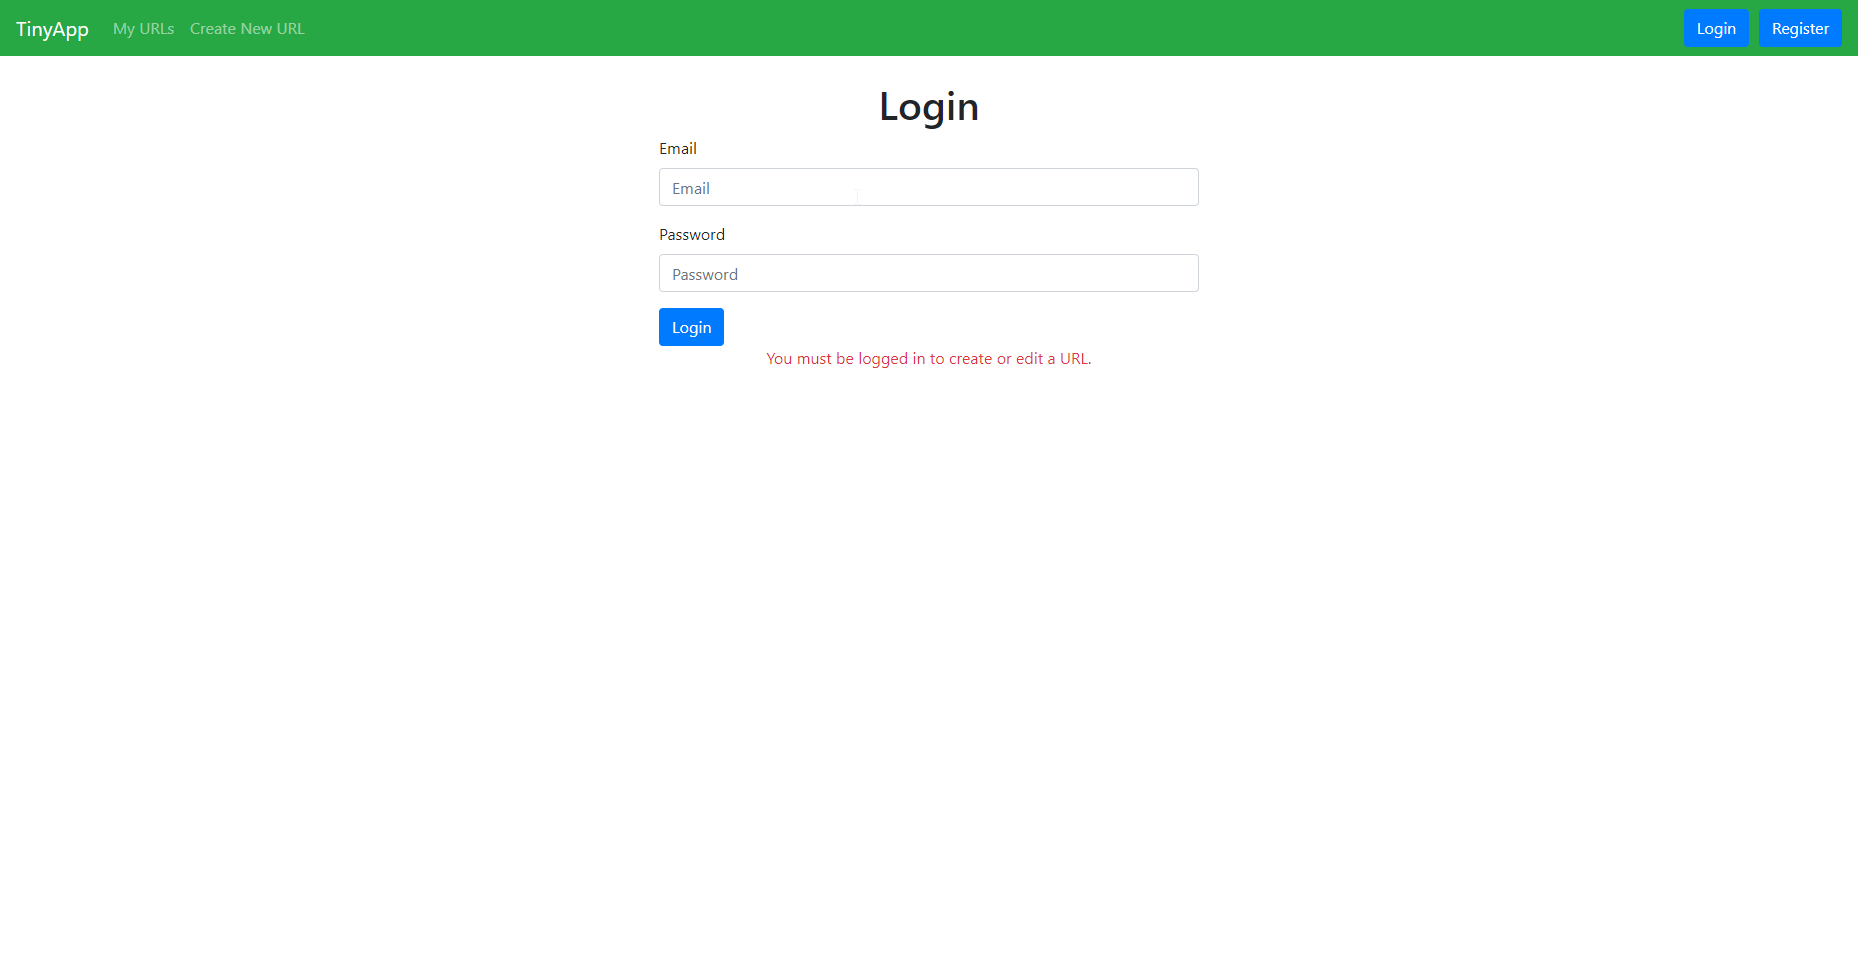 TinyApp My URLs Create New URL Login Register
Login
Email
Email
Password
Password
Login
You must be logged in to create or edit a URL.